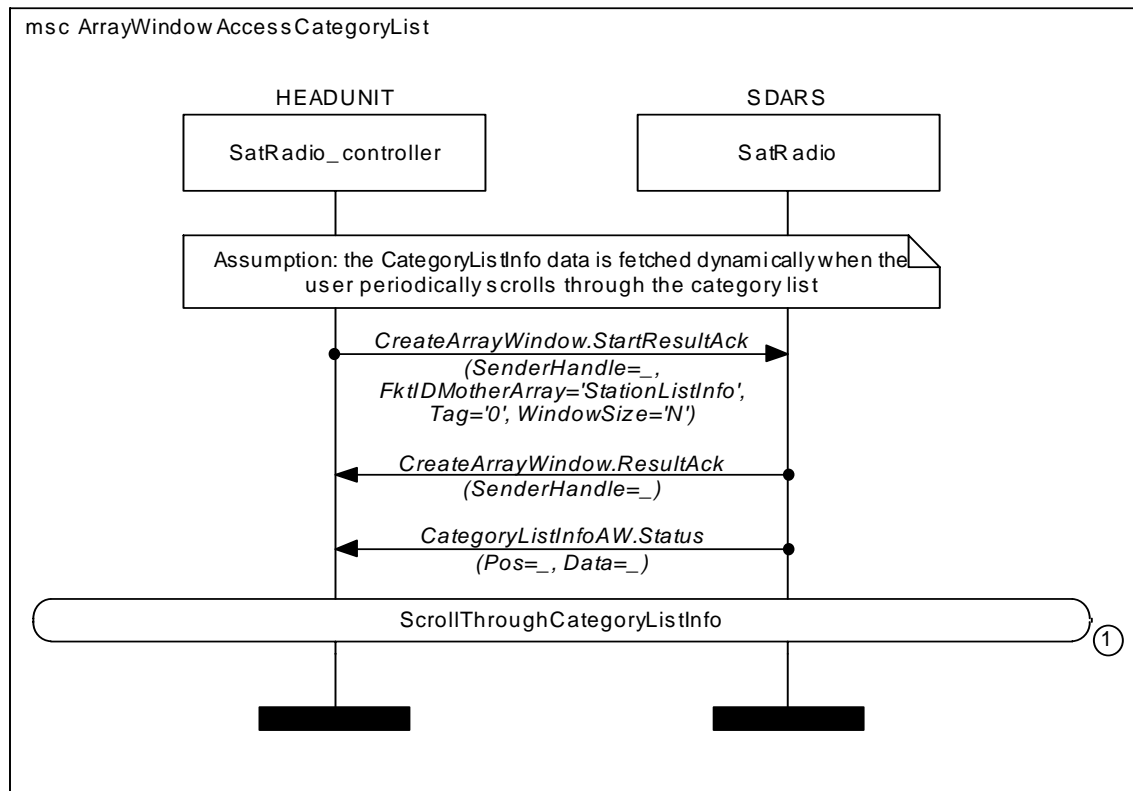 msc ArrayWindowAccessCategoryList
HEADUNIT
SDARS
SatRadio_controller
SatRadio
Assumption: the CategoryListInfo data is fetched dynamically when the
user periodically scrolls through the category list
CreateArrayWindow.StartResultAck
(SenderHandle=_,
FktIDMotherArray='StationListInfo',
Tag='0', WindowSize='N')
CreateArrayWindow.ResultAck
(SenderHandle=_)
CategoryListInfoAW.Status
(Pos=_, Data=_)
ScrollThroughCategoryListInfo
1